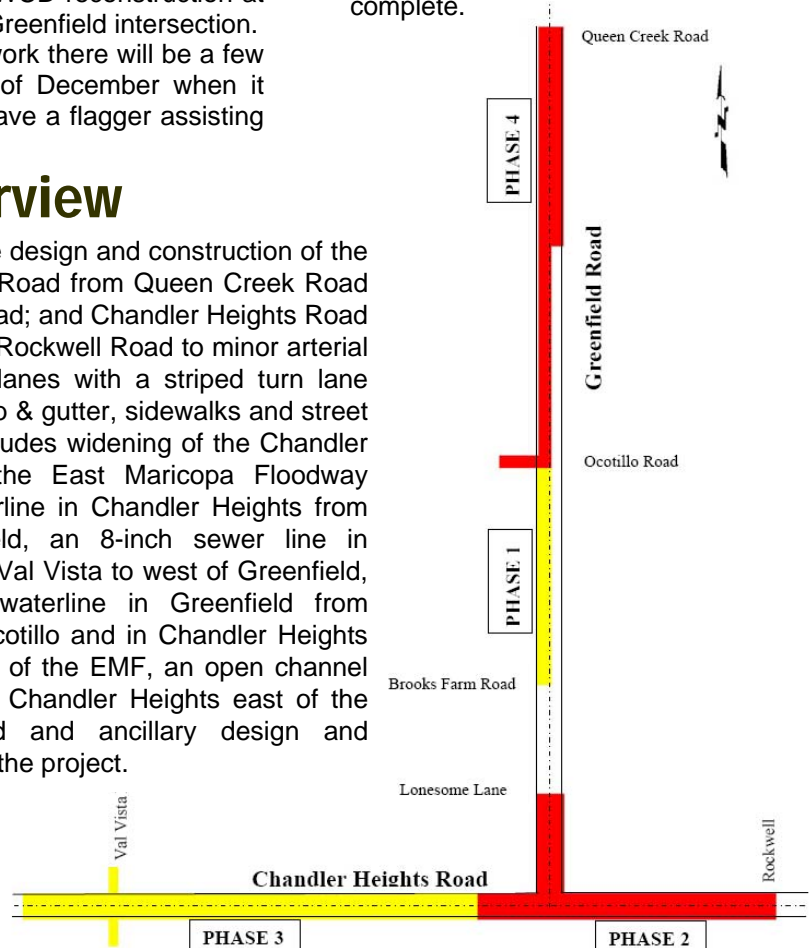 WCD reconstruction at
Greenfield intersection.
work there will be a few
of December when it
ave a flagger assisting
complete.
rview
e design and construction of the
Road from Queen Creek Road
ad; and Chandler Heights Road
Rockwell Road to minor arterial
lanes with a striped turn lane
o & gutter, sidewalks and street
udes widening of the Chandler
the East Maricopa Floodway
rline in Chandler Heights from
ld, an 8-inch sewer line in
Val Vista to west of Greenfield,
waterline in Greenfield from
cotillo and in Chandler Heights
of the EMF, an open channel
Chandler Heights east of the
d and ancillary design and
the project.
Queen Creek Road
N
PHASE 4
Greenfield Road
Ocotillo Road
PHASE 1
Brooks Farm Road
Lonesome Lane
Val Vista
Rockwell
Chandler Heights Road
PHASE 3
PHASE 2